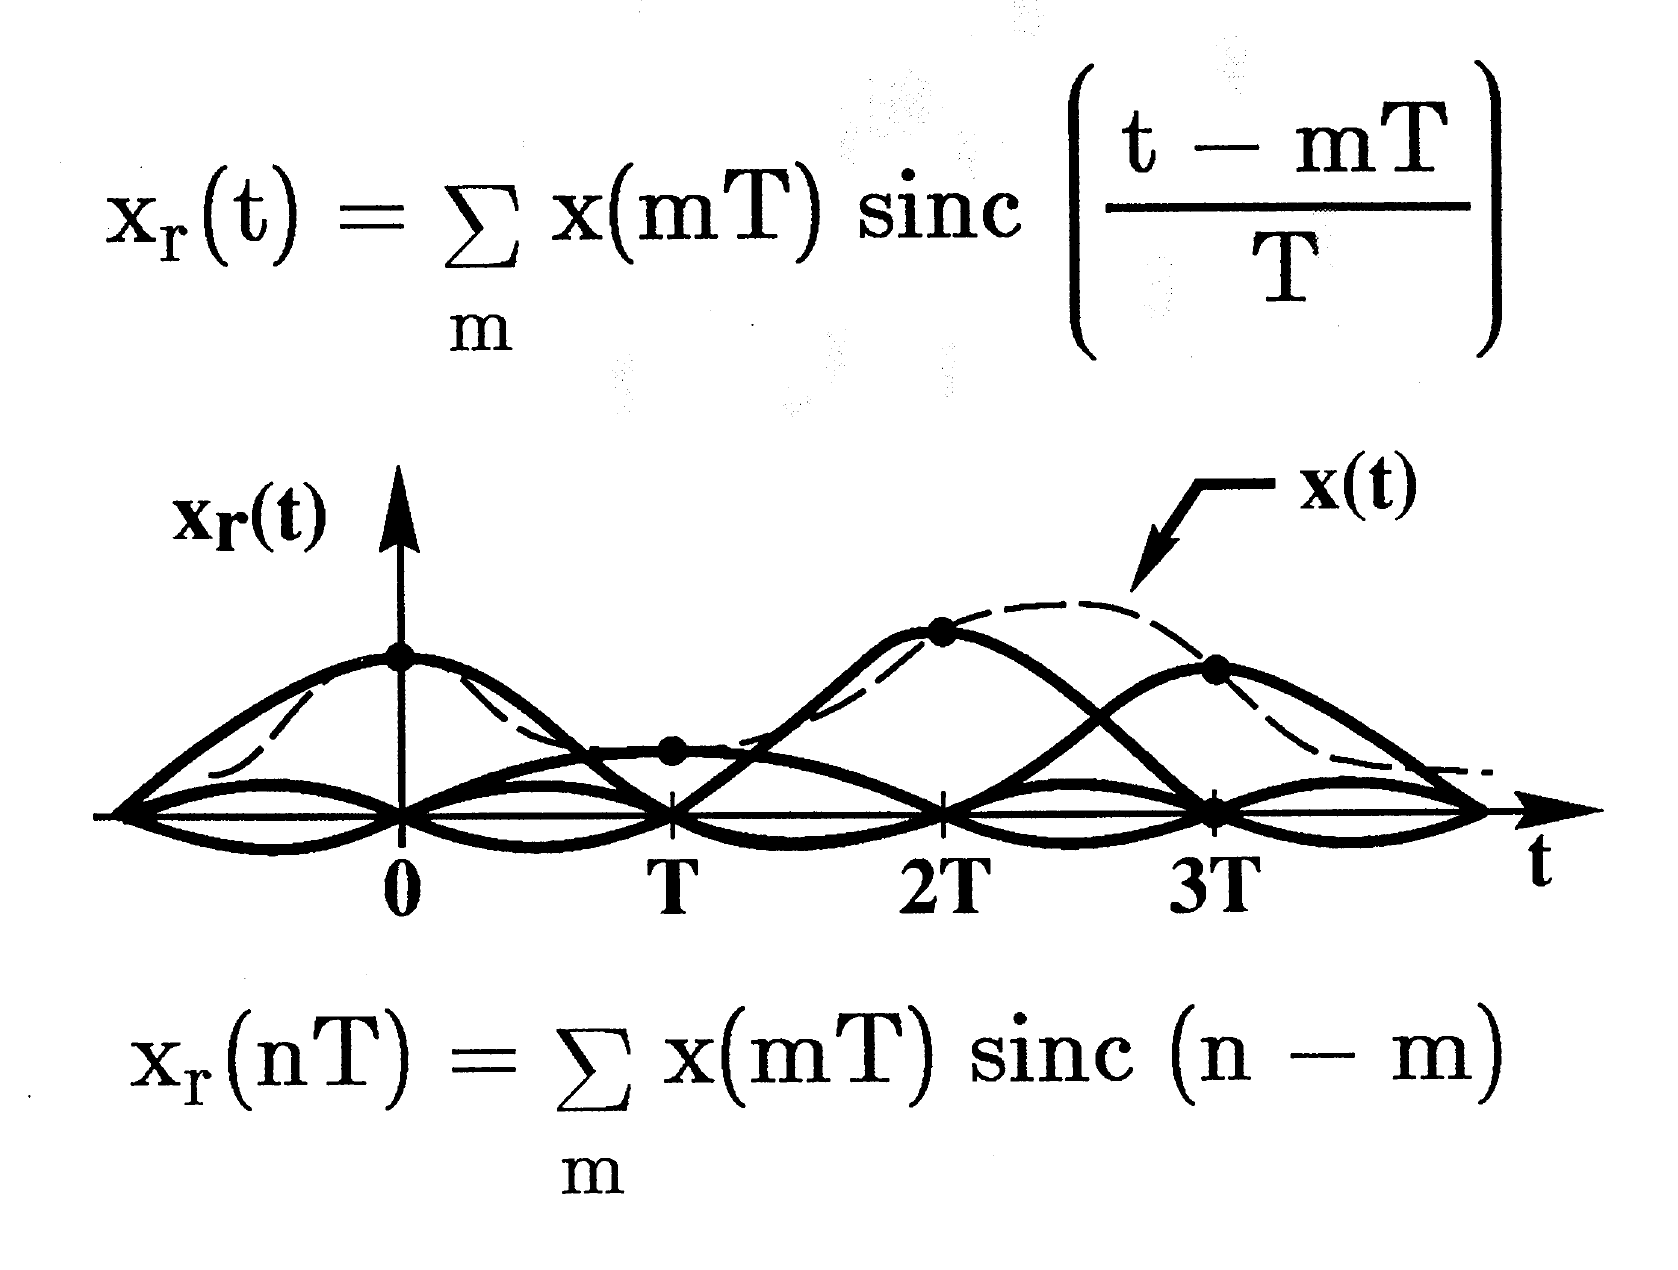 xᵣ(t) = ∑ x(mT) sinc ( (t − mT) / T )
m
xᵣ(t)
x(t)
0 T 2T 3T t
xᵣ(nT) = ∑ x(mT) sinc (n − m)
m